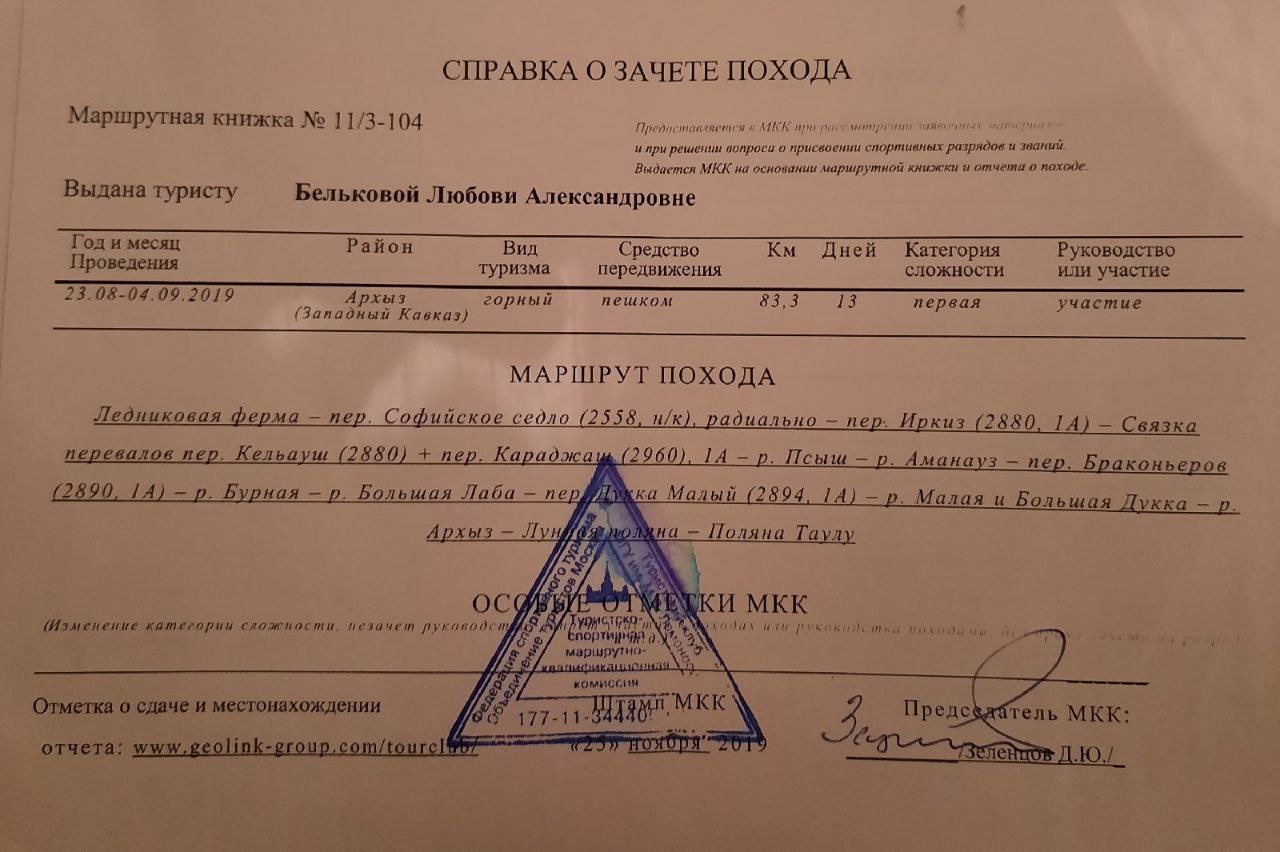 СПРАВКА О ЗАЧЕТЕ ПОХОДА
Маршрутная книжка № 11/3-104
Предоставляется в МКК при рассмотрении заявочных материалов
и при решении вопроса о присвоении спортивных разрядов и званий.
Выдается МКК на основании маршрутной книжки и отчета о походе.
Выдана туристу Бельковой Любови Александровне
Год и месяц Проведения Район Вид туризма Средство передвижения Км Дней Категория сложности Руководство или участие
23.08-04.09.2019 Архыз (Западный Кавказ) горный пешком 83,3 13 первая участие
МАРШРУТ ПОХОДА
Ледниковая ферма – пер. Софийское седло (2558, н/к), радиально – пер. Иркиз (2880, 1А) – Связка
перевалов пер. Кельауш (2880) + пер. Караджаш (2960), 1А – р. Псыш – р. Аманауз – пер. Браконьеров
(2890, 1А) – р. Бурная – р. Большая Лаба – пер. Дукка Малый (2894, 1А) – р. Малая и Большая Дукка – р.
Архыз – Лунная поляна – Поляна Таулу
ОСОБЫЕ ОТМЕТКИ МКК
(Изменение категории сложности, незачет руководства походах или руководства походами,
Федерация спортивного туризма
Объединение туристов Москвы
Туристский клуб
МГУ им. М.В. Ломоносова
Туристско-
спортивная
маршрутно-
квалификационная
комиссия
177-11-34440
Отметка о сдаче и местонахождении
отчета: www.geolink-group.com/tourclub/
Штамп МКК
«25» ноября 2019
Председатель МКК:
/Зеленцов Д.Ю./